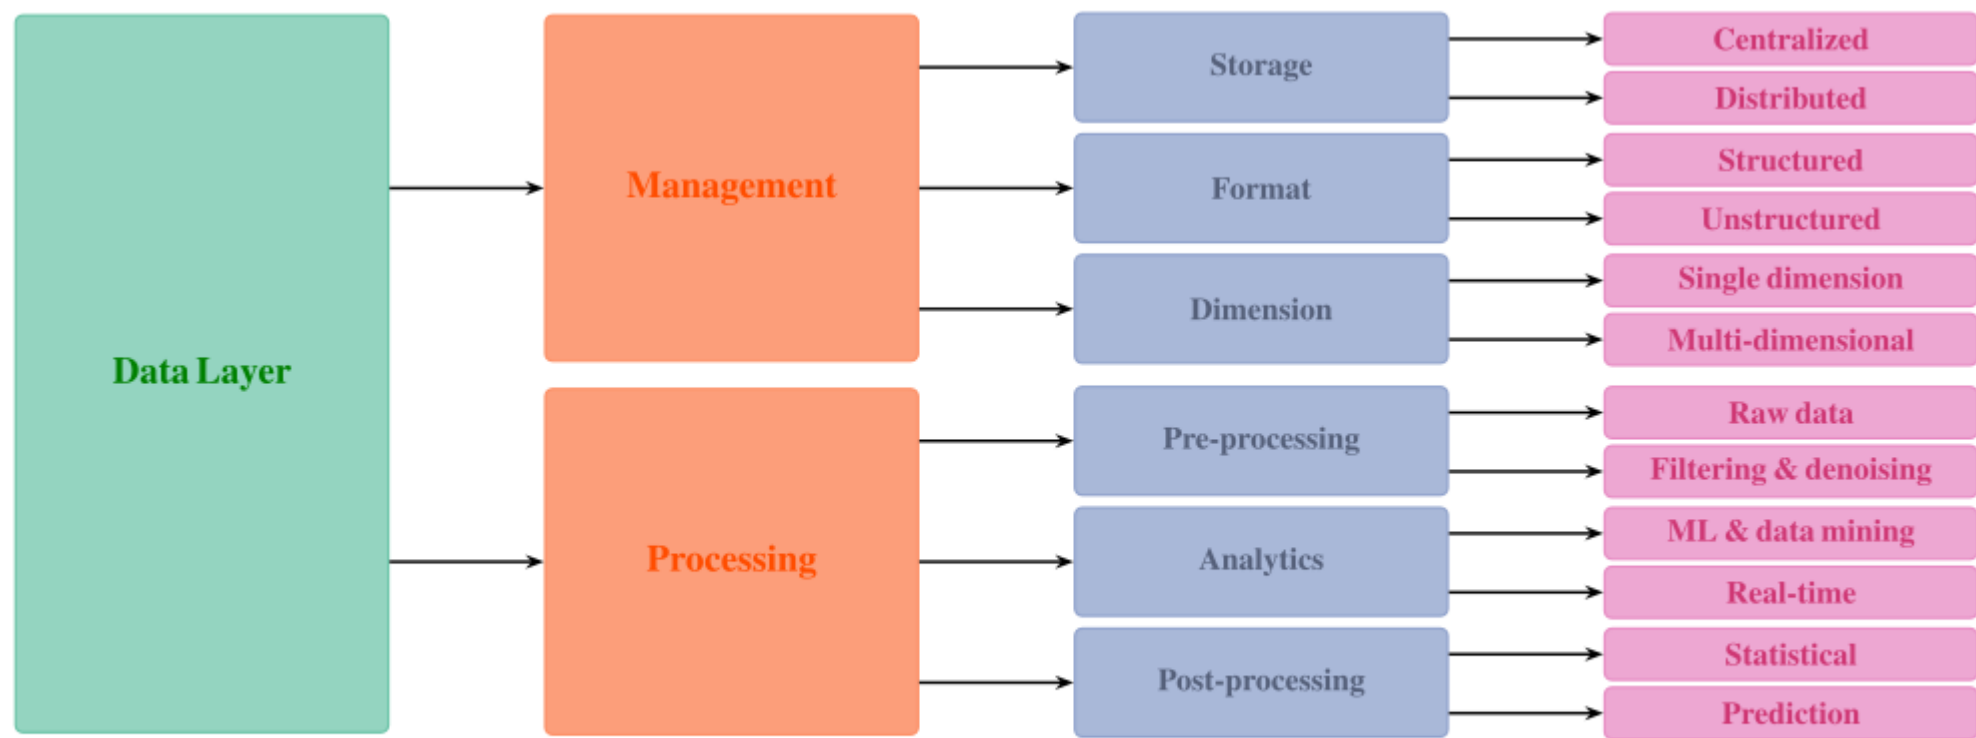 Data Layer
Management
Storage
Centralized
Distributed
Format
Structured
Unstructured
Dimension
Single dimension
Multi-dimensional
Processing
Pre-processing
Raw data
Filtering & denoising
Analytics
ML & data mining
Real-time
Post-processing
Statistical
Prediction